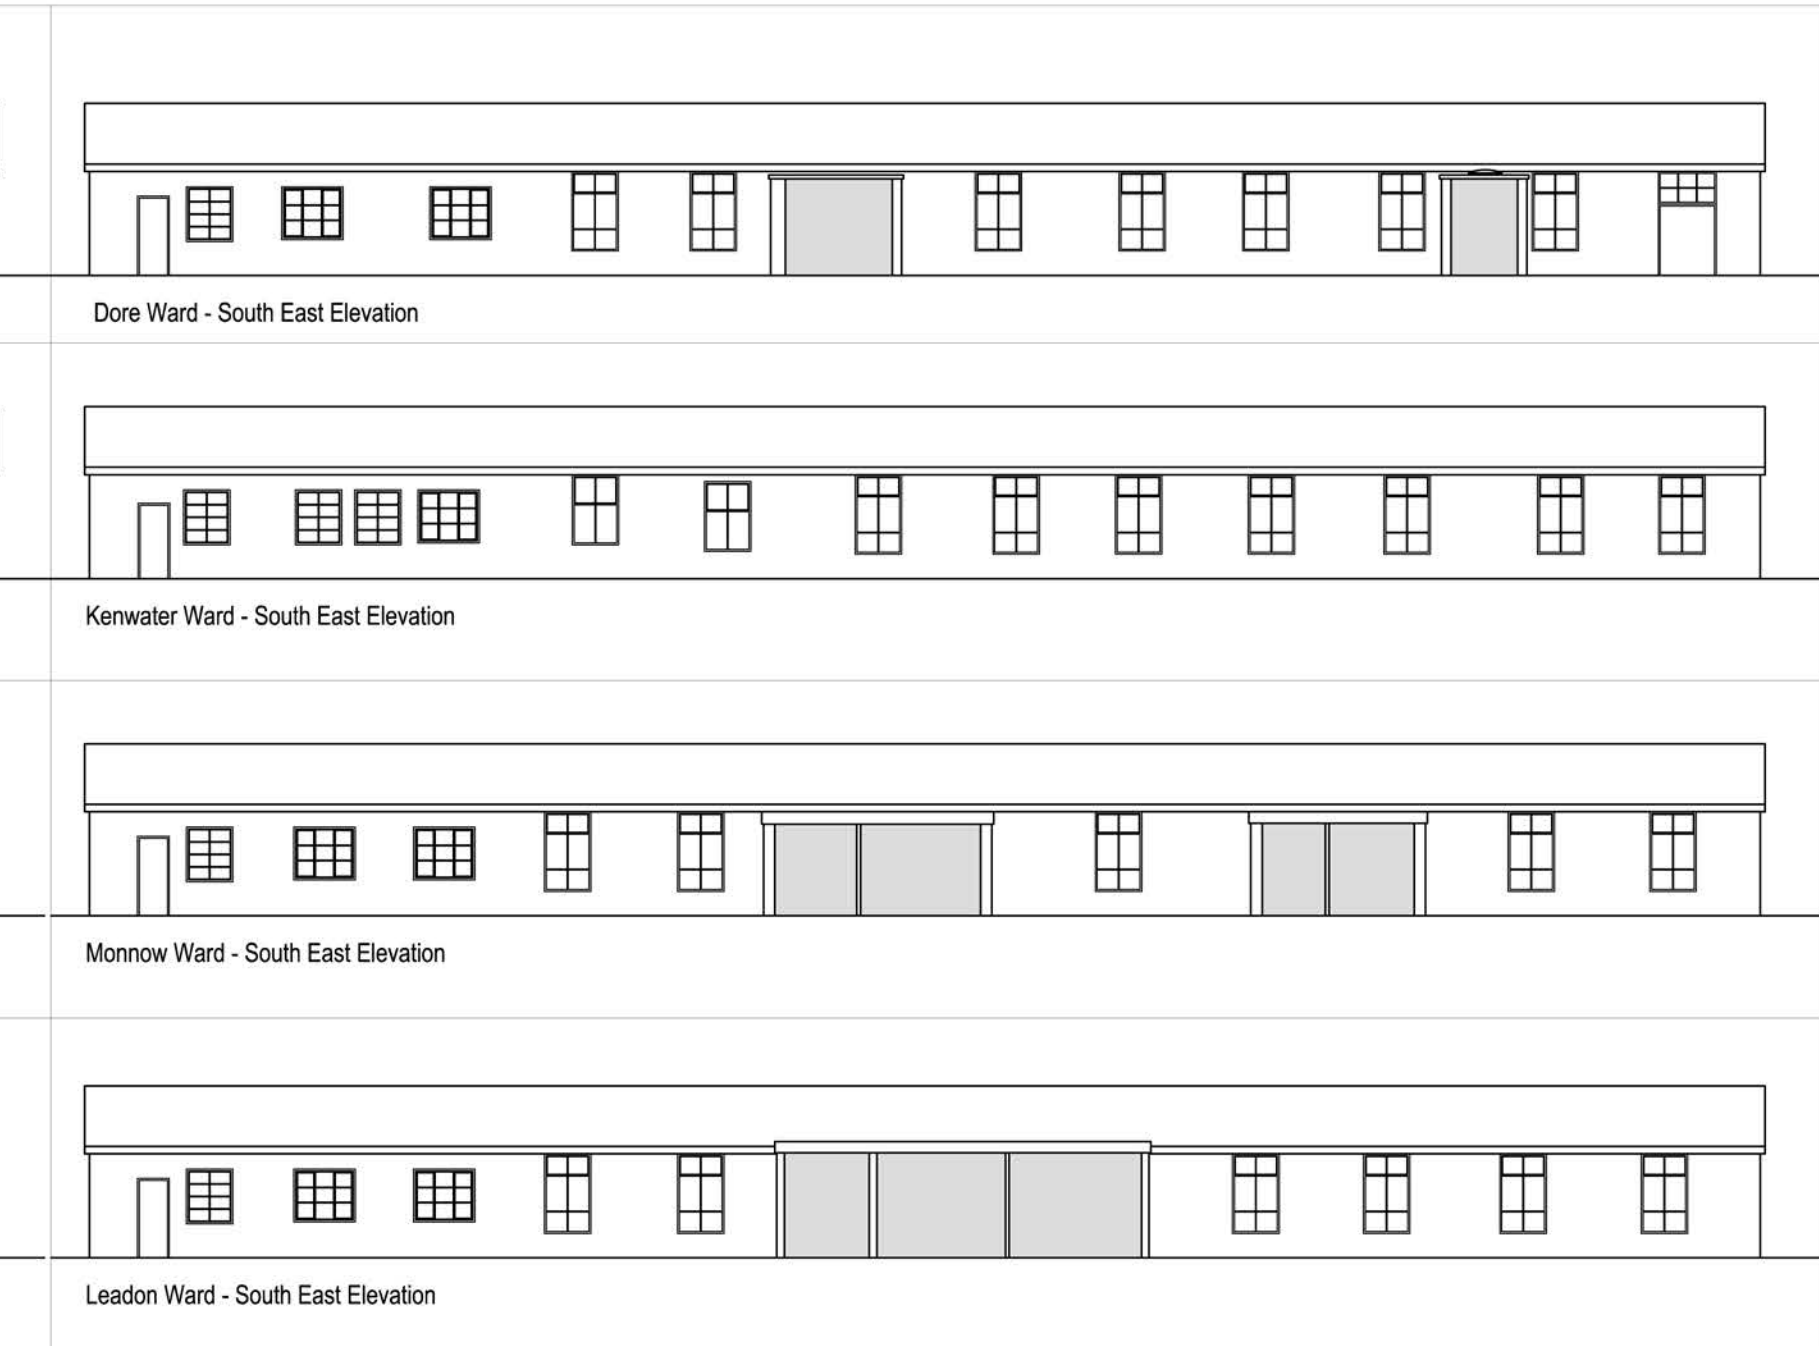 Dore Ward - South East Elevation
Kenwater Ward - South East Elevation
Monnow Ward - South East Elevation
Leadon Ward - South East Elevation